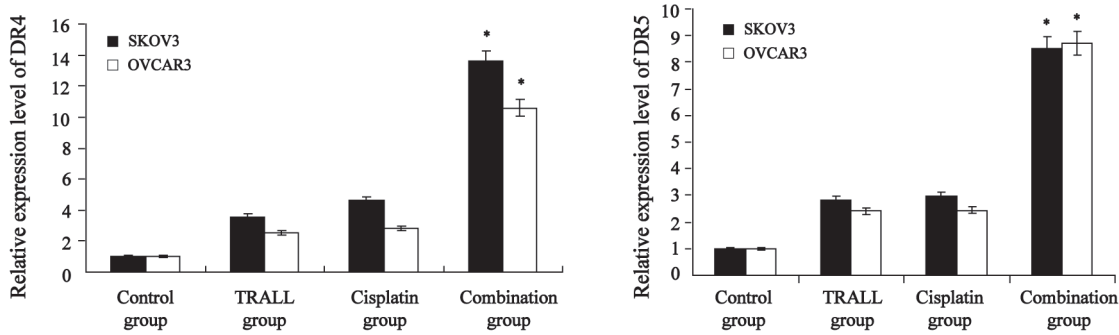 Relative expression level of DR4
16
14
12
10
8
6
4
2
0
SKOV3
OVCAR3
*
*
Control group
TRALL group
Cisplatin group
Combination group
Relative expression level of DR5
10
9
8
7
6
5
4
3
2
1
0
SKOV3
OVCAR3
* *
Control group
TRALL group
Cisplatin group
Combination group